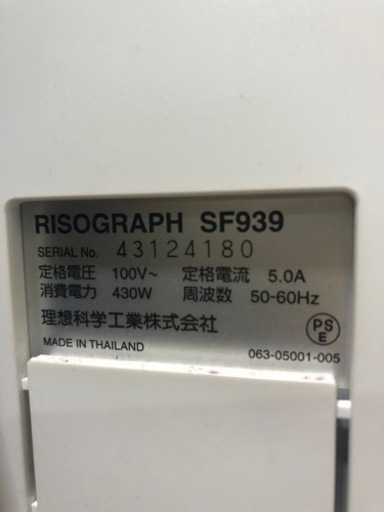 RISOGRAPH SF939
SERIAL No. 43124180
定格電圧 100V~ 定格電流 5.0A
消費電力 430W 周波数 50-60Hz
理想科学工業株式会社
PS
E
MADE IN THAILAND 063-05001-005